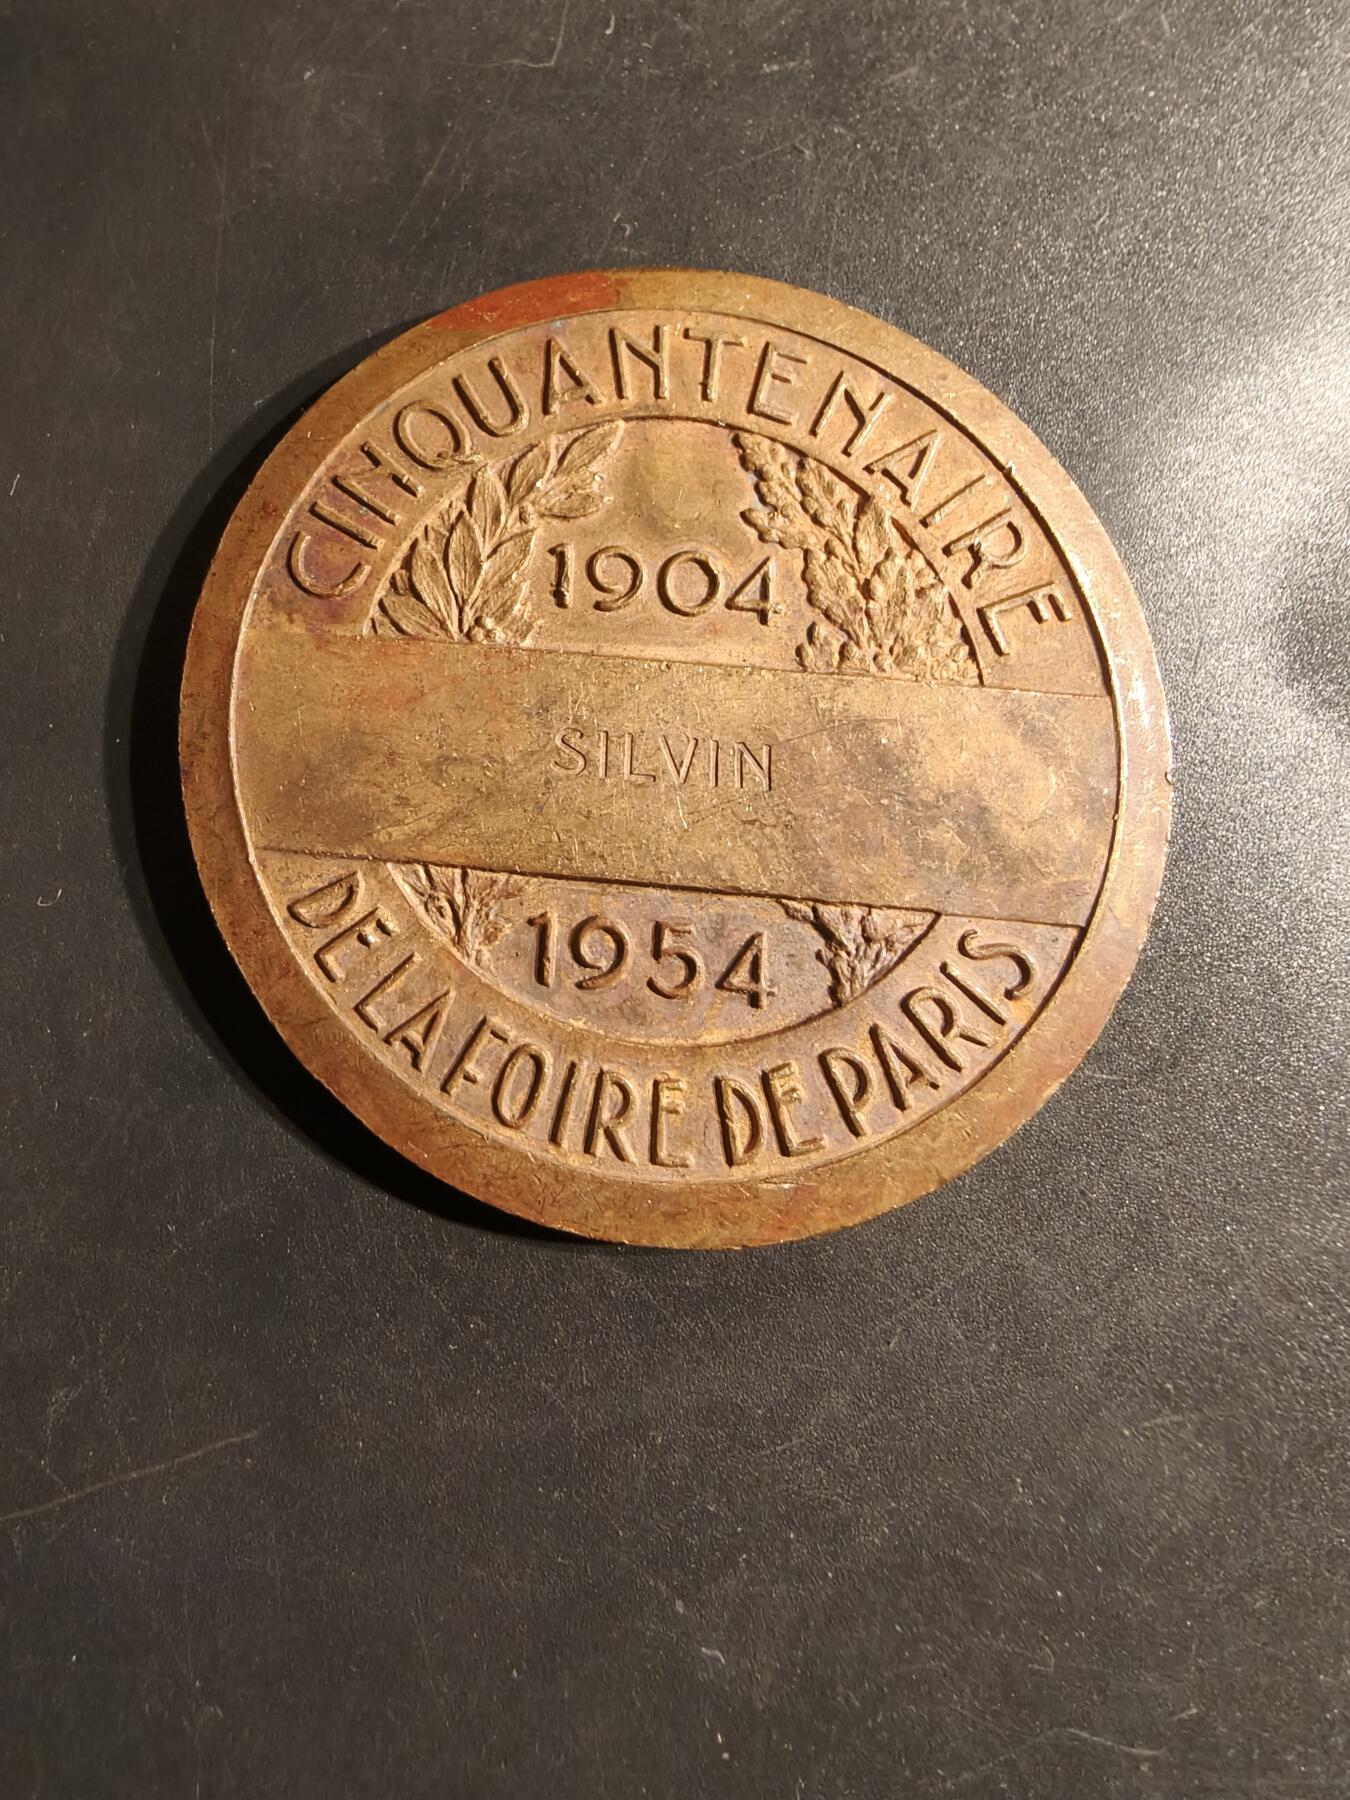 CINQUANTENAIRE
1904
SILVIN
1954
DE LA FOIRE DE PARIS